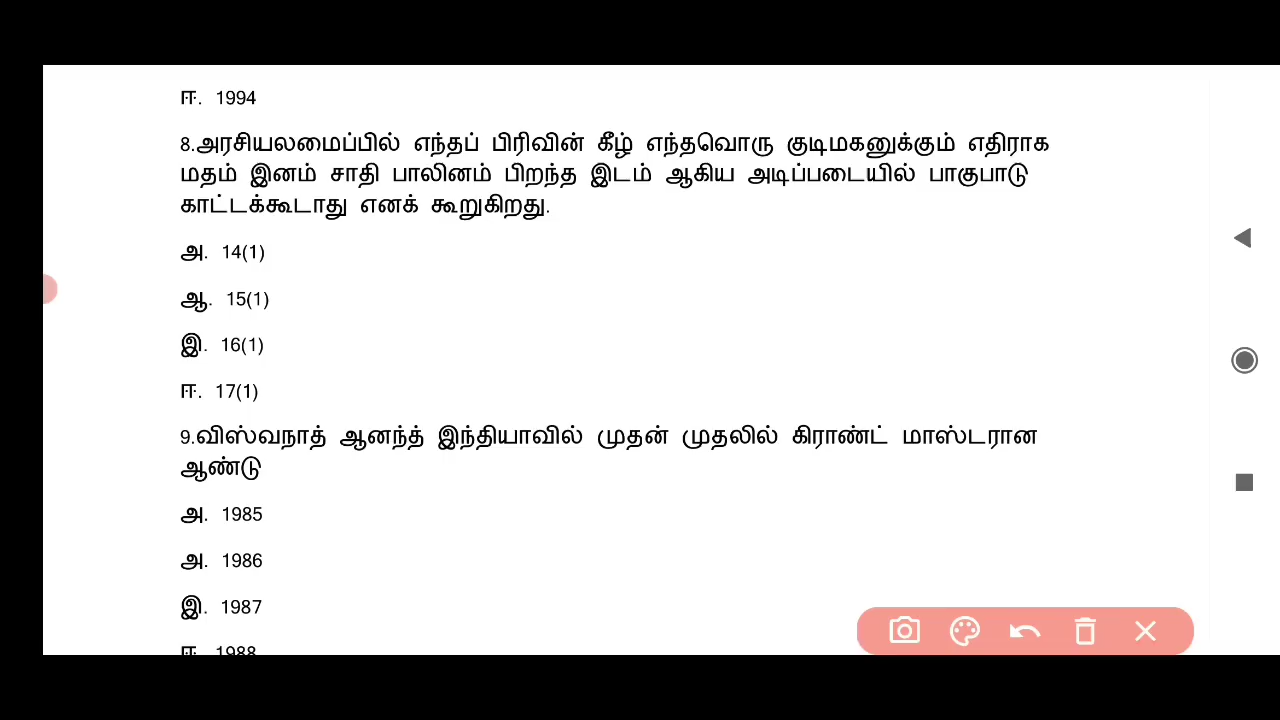 ஈ. 1994
8.அரசியலமைப்பில் எந்தப் பிரிவின் கீழ் எந்தவொரு குடிமகனுக்கும் எதிராக
மதம் இனம் சாதி பாலினம் பிறந்த இடம் ஆகிய அடிப்படையில் பாகுபாடு
காட்டக்கூடாது எனக் கூறுகிறது.
அ. 14(1)
ஆ. 15(1)
இ. 16(1)
ஈ. 17(1)
9.விஸ்வநாத் ஆனந்த் இந்தியாவில் முதன் முதலில் கிராண்ட் மாஸ்டரான
ஆண்டு
அ. 1985
அ. 1986
இ. 1987
ஈ. 1988